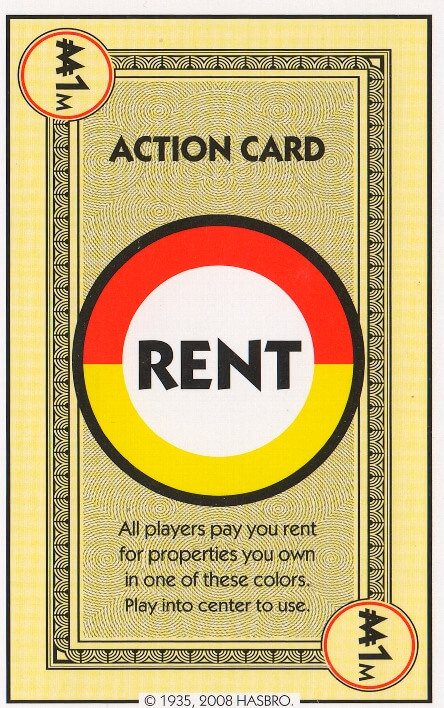 ₩1M
ACTION CARD
RENT
All players pay you rent
for properties you own
in one of these colors.
Play into center to use.
₩1M
© 1935, 2008 HASBRO.